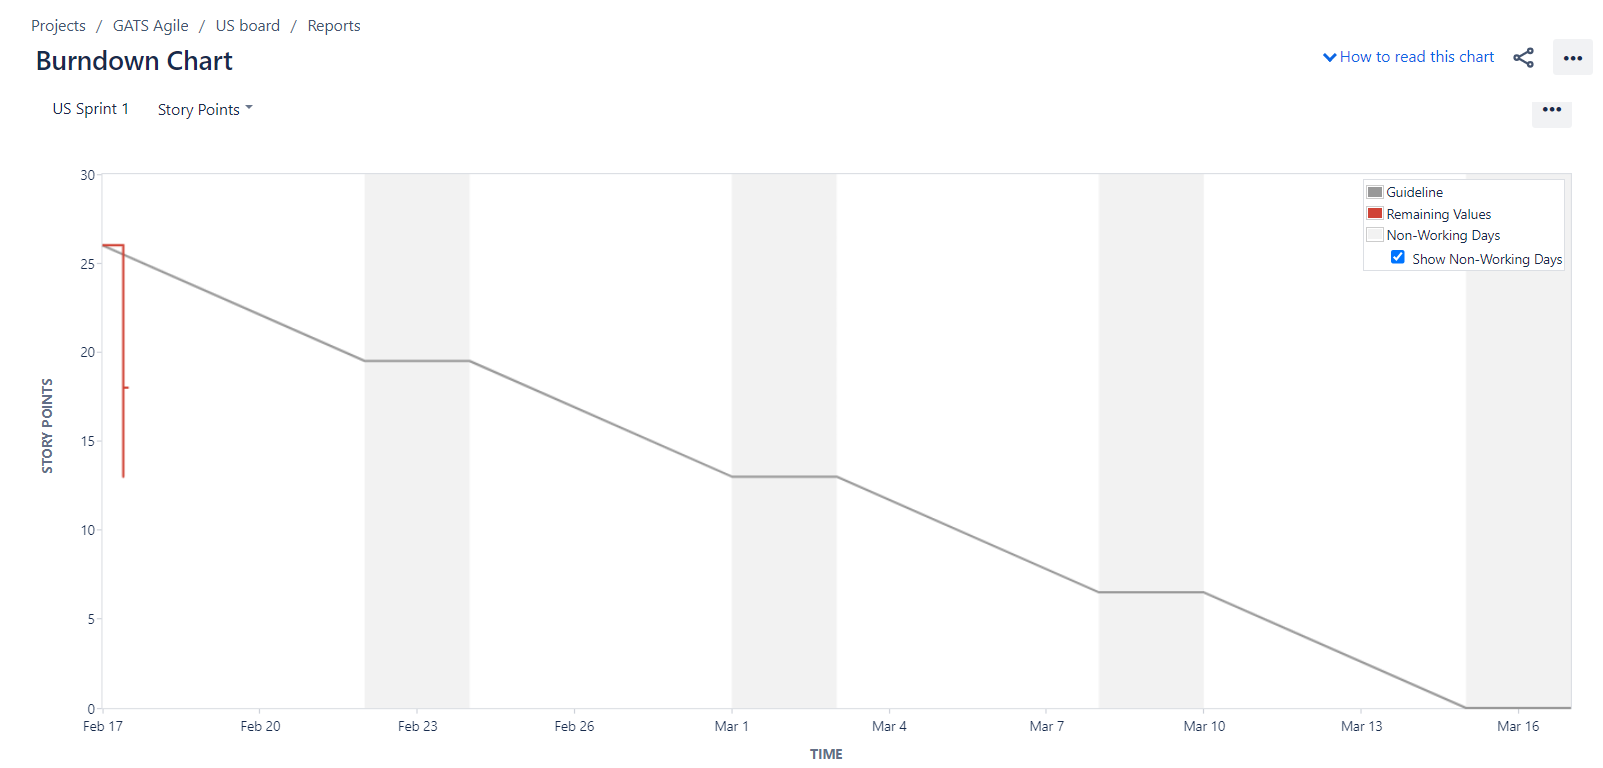 Projects / GATS Agile / US board / Reports
Burndown Chart
How to read this chart
US Sprint 1 Story Points
30
25
20
15
10
5
0
STORY POINTS
Guideline
Remaining Values
Non-Working Days
Show Non-Working Days
Feb 17 Feb 20 Feb 23 Feb 26 Mar 1 Mar 4 Mar 7 Mar 10 Mar 13 Mar 16
TIME